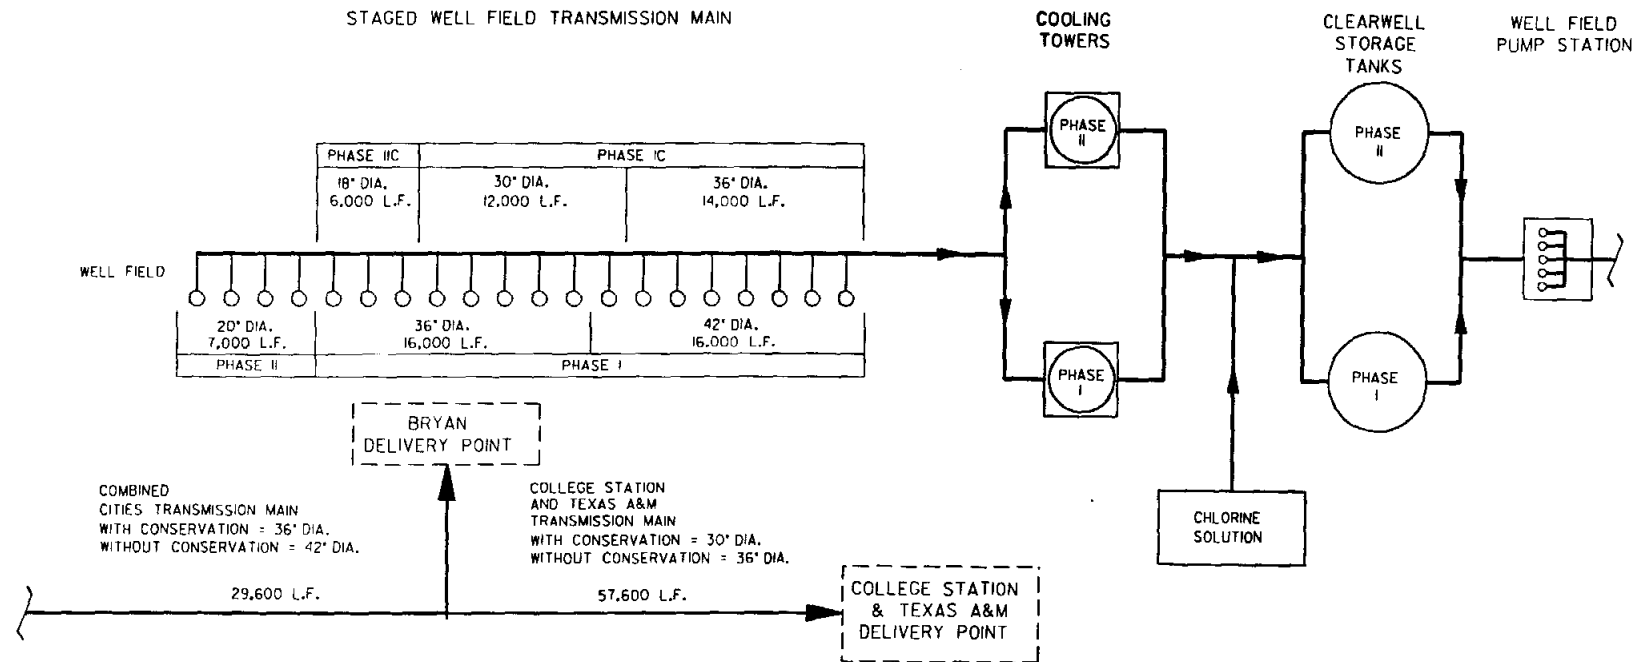 STAGED WELL FIELD TRANSMISSION MAIN
COOLING
TOWERS
CLEARWELL
STORAGE
TANKS
WELL FIELD
PUMP STATION
PHASE IIC
PHASE IC
18" DIA.
6,000 L.F.
30" DIA.
12,000 L.F.
36" DIA.
14,000 L.F.
WELL FIELD
20" DIA.
7,000 L.F.
36" DIA.
16,000 L.F.
42" DIA.
16,000 L.F.
PHASE II
PHASE I
PHASE
II
PHASE
I
PHASE
II
PHASE
I
CHLORINE
SOLUTION
BRYAN
DELIVERY POINT
COMBINED
CITIES TRANSMISSION MAIN
WITH CONSERVATION = 36" DIA.
WITHOUT CONSERVATION = 42" DIA.
29,600 L.F.
COLLEGE STATION
AND TEXAS A&M
TRANSMISSION MAIN
WITH CONSERVATION = 30" DIA.
WITHOUT CONSERVATION = 36" DIA.
57,600 L.F.
COLLEGE STATION
& TEXAS A&M
DELIVERY POINT